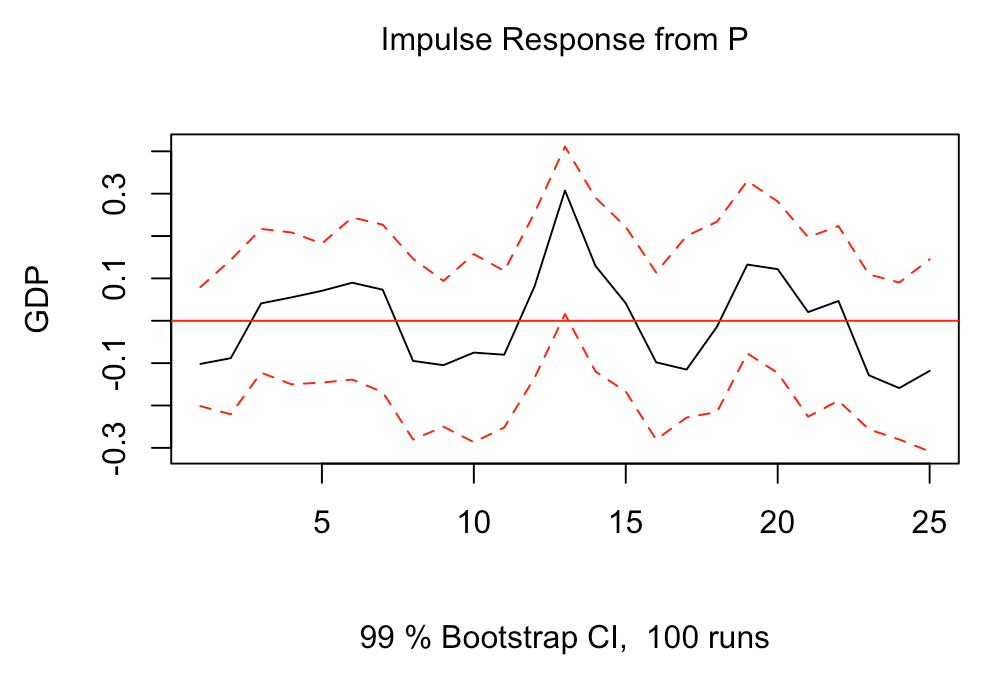 Impulse Response from P
GDP
0.3
0.1
-0.1
-0.3
5 10 15 20 25
99 % Bootstrap CI,  100 runs